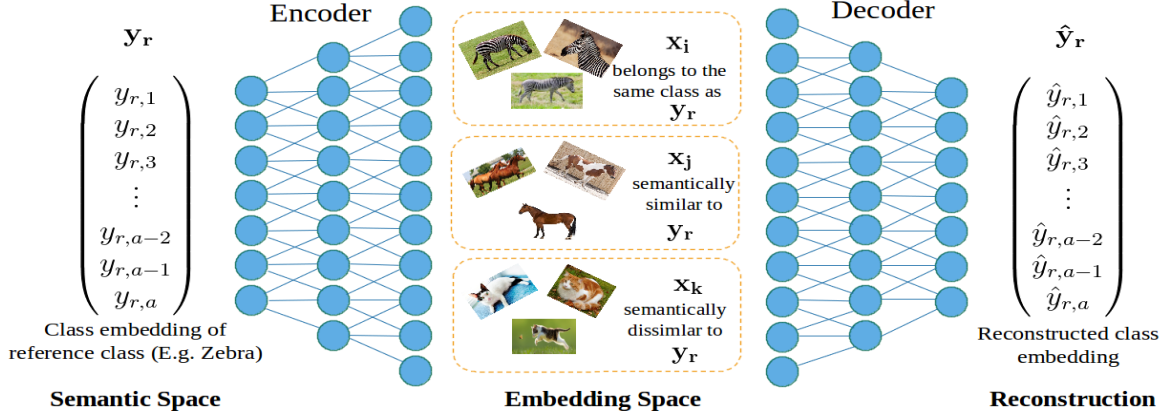 Encoder
Decoder
y_r
y_{r,1}
y_{r,2}
y_{r,3}
⋮
y_{r,a−2}
y_{r,a−1}
y_{r,a}
Class embedding of
reference class (E.g. Zebra)
Semantic Space
x_i
belongs to the
same class as
y_r
x_j
semantically
similar to
y_r
x_k
semantically
dissimlar to
y_r
Embedding Space
ŷ_r
ŷ_{r,1}
ŷ_{r,2}
ŷ_{r,3}
⋮
ŷ_{r,a−2}
ŷ_{r,a−1}
ŷ_{r,a}
Reconstructed class
embedding
Reconstruction